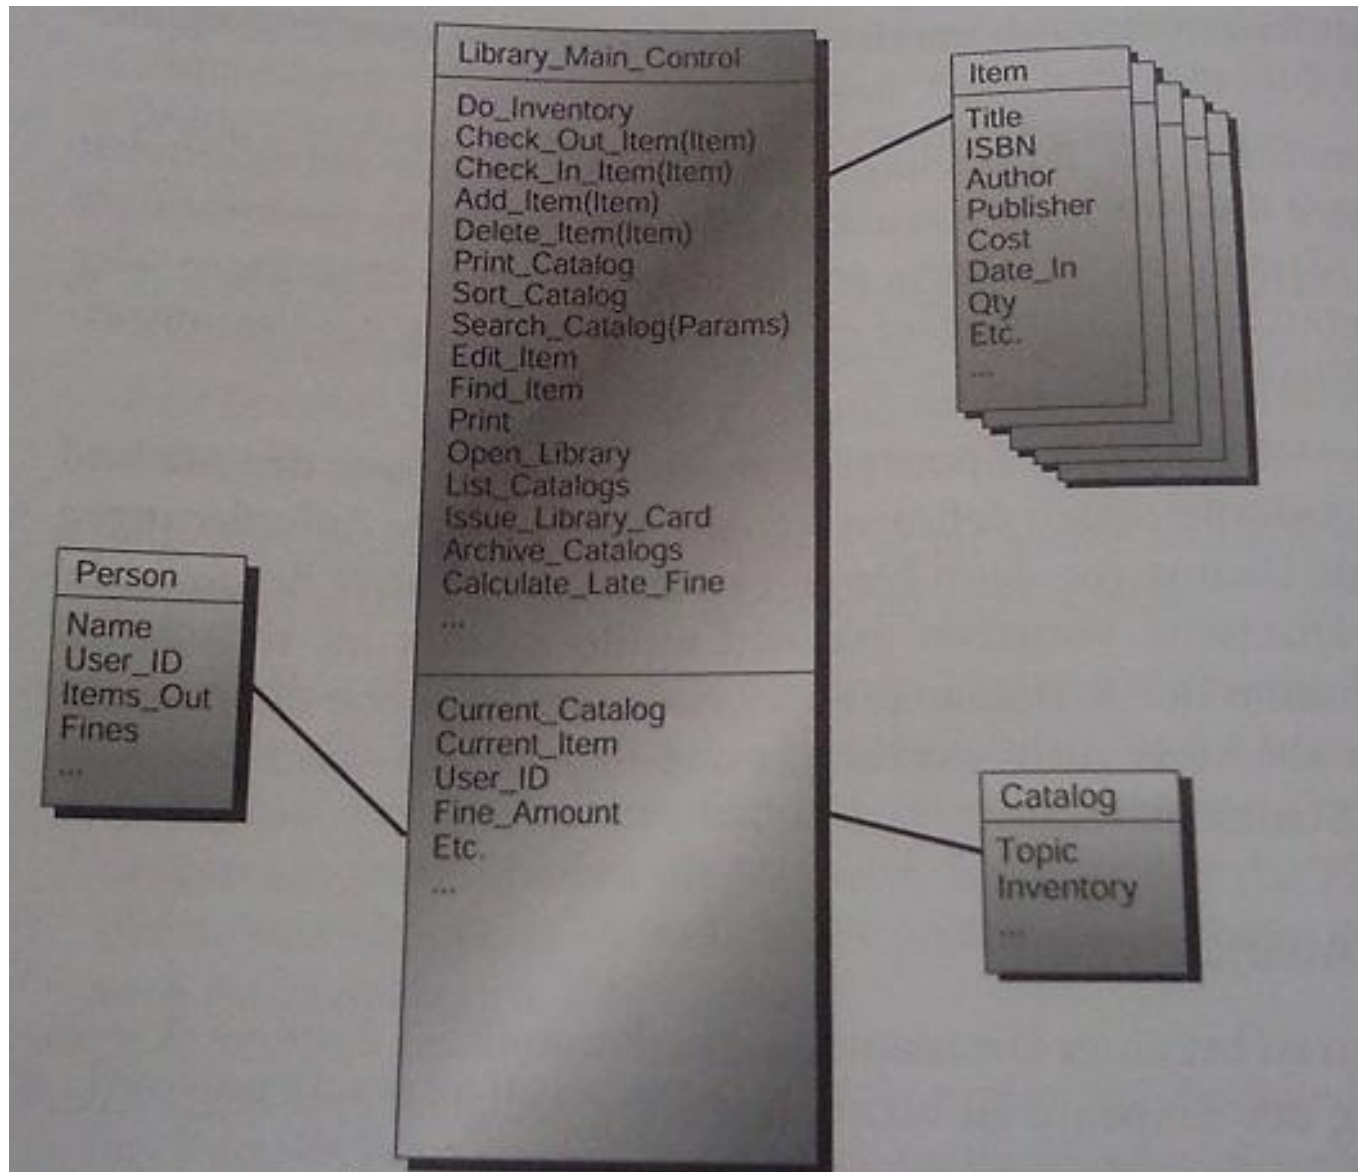 Library_Main_Control
Do_Inventory
Check_Out_Item(Item)
Check_In_Item(Item)
Add_Item(Item)
Delete_Item(Item)
Print_Catalog
Sort_Catalog
Search_Catalog(Params)
Edit_Item
Find_Item
Print
Open_Library
List_Catalogs
Issue_Library_Card
Archive_Catalogs
Calculate_Late_Fine
...
Current_Catalog
Current_Item
User_ID
Fine_Amount
Etc.
...
Item
Title
ISBN
Author
Publisher
Cost
Date_In
Qty
Etc.
...
Person
Name
User_ID
Items_Out
Fines
...
Catalog
Topic
Inventory
...